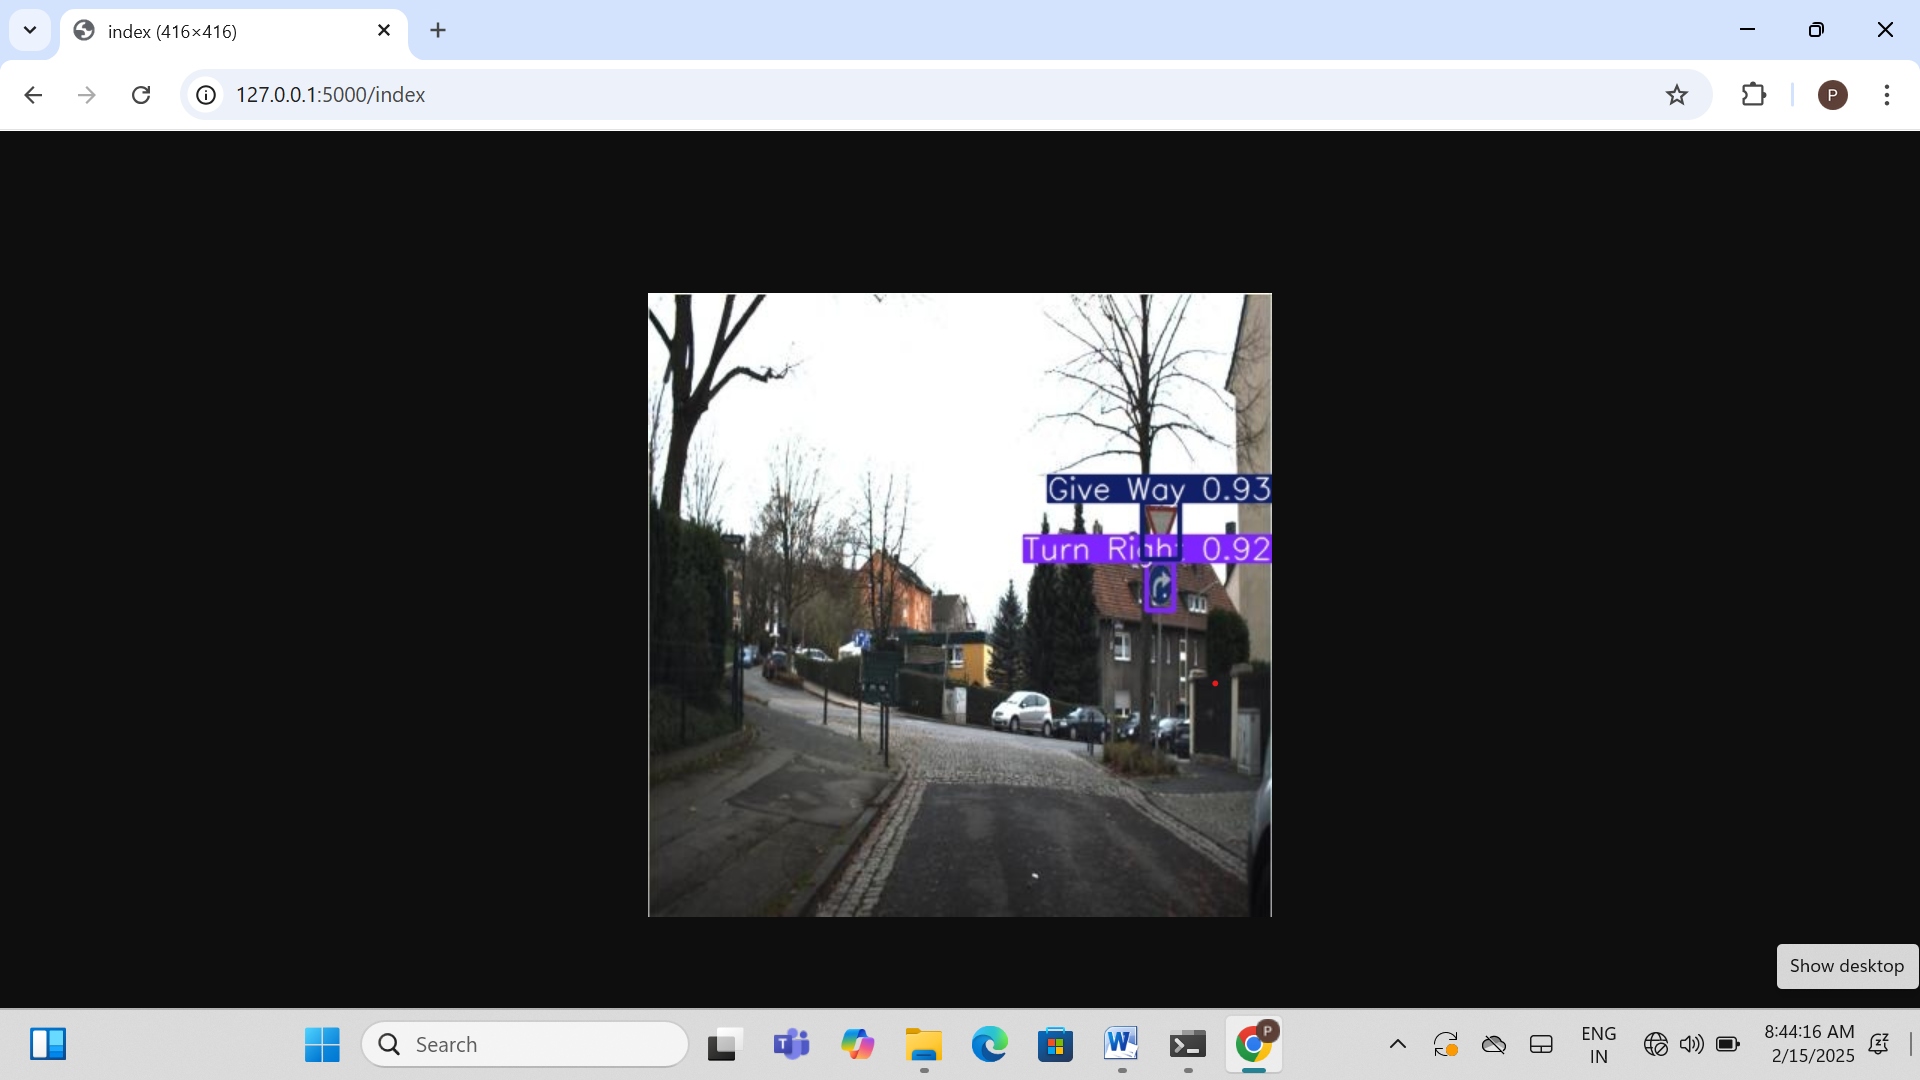 index (416×416)
127.0.0.1:5000/index
P
Give Way 0.93
Turn Right 0.92
Show desktop
Search
P
ENG
IN
8:44:16 AM
2/15/2025